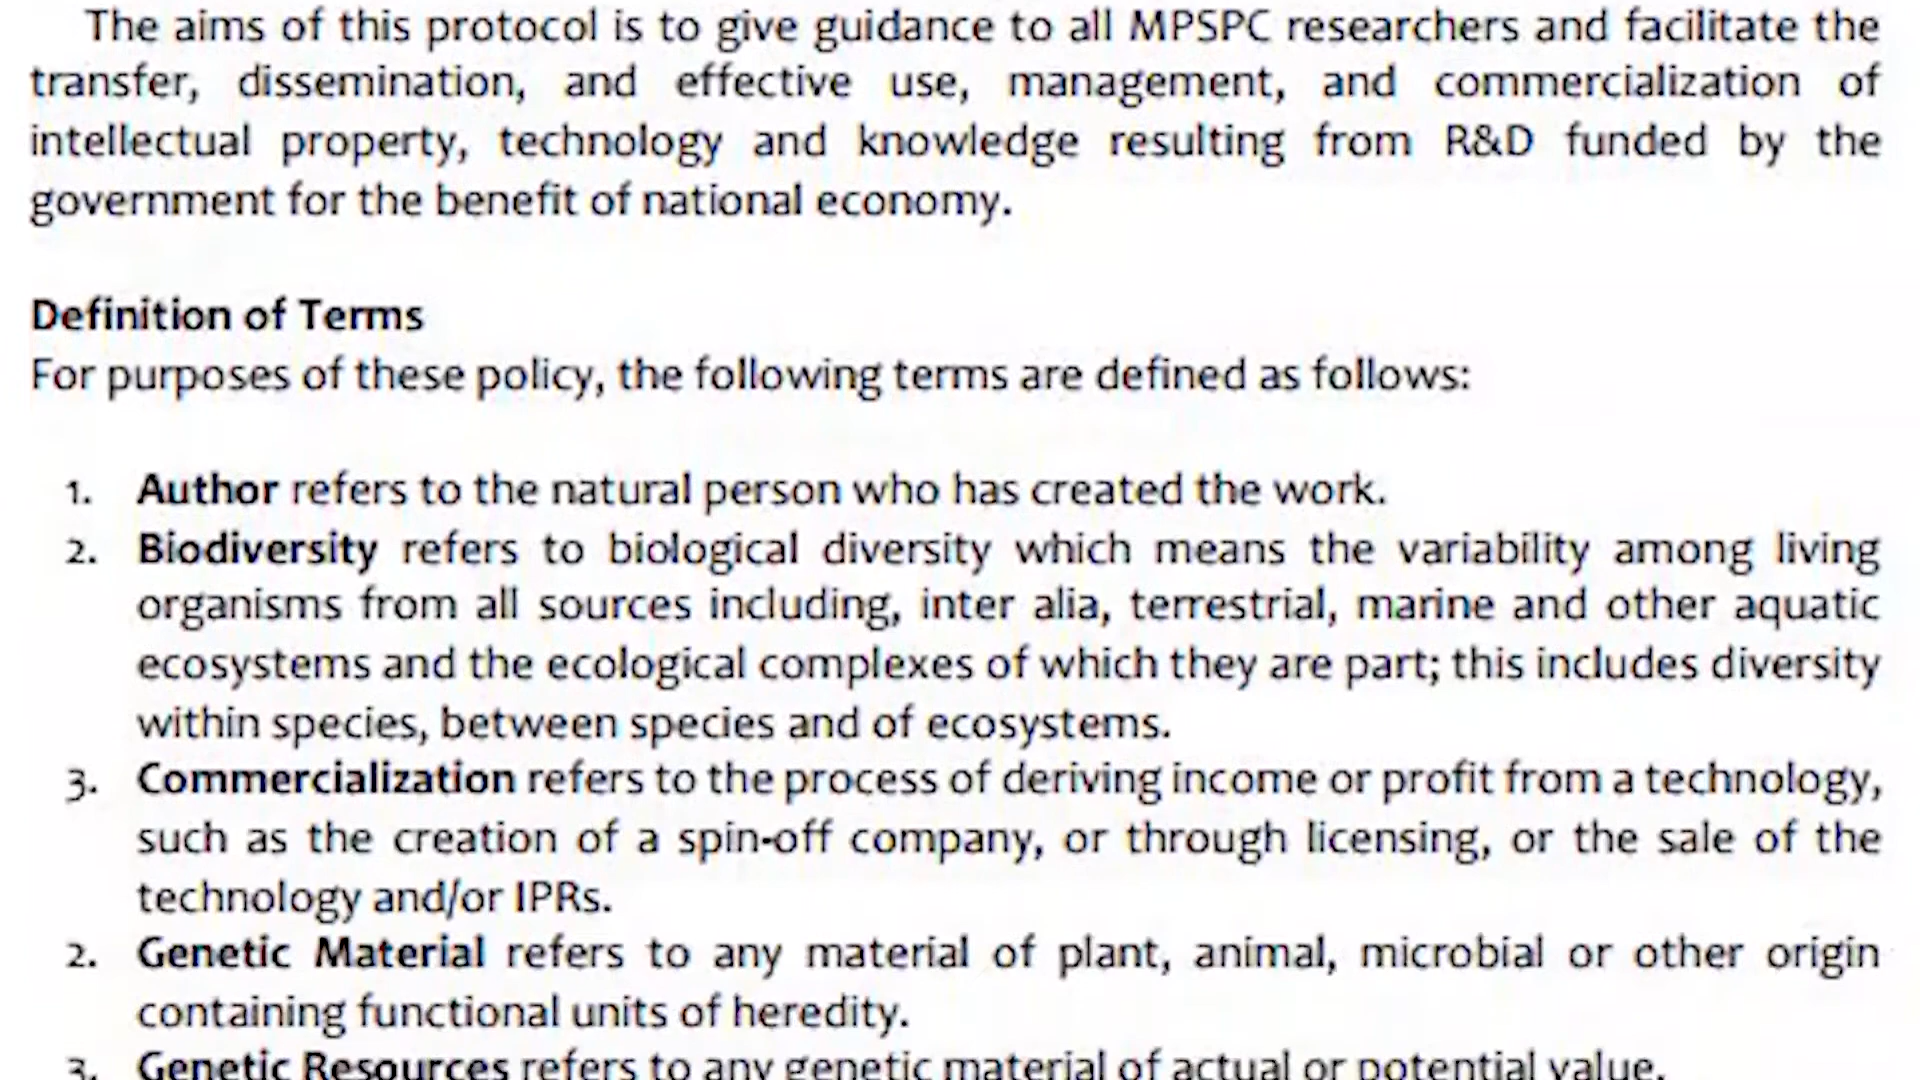 The aims of this protocol is to give guidance to all MPSPC researchers and facilitate the
transfer, dissemination, and effective use, management, and commercialization of
intellectual property, technology and knowledge resulting from R&D funded by the
government for the benefit of national economy.
Definition of Terms
For purposes of these policy, the following terms are defined as follows:
1. Author refers to the natural person who has created the work.
2. Biodiversity refers to biological diversity which means the variability among living
organisms from all sources including, inter alia, terrestrial, marine and other aquatic
ecosystems and the ecological complexes of which they are part; this includes diversity
within species, between species and of ecosystems.
3. Commercialization refers to the process of deriving income or profit from a technology,
such as the creation of a spin-off company, or through licensing, or the sale of the
technology and/or IPRs.
2. Genetic Material refers to any material of plant, animal, microbial or other origin
containing functional units of heredity.
3. Genetic Resources refers to any genetic material of actual or potential value.